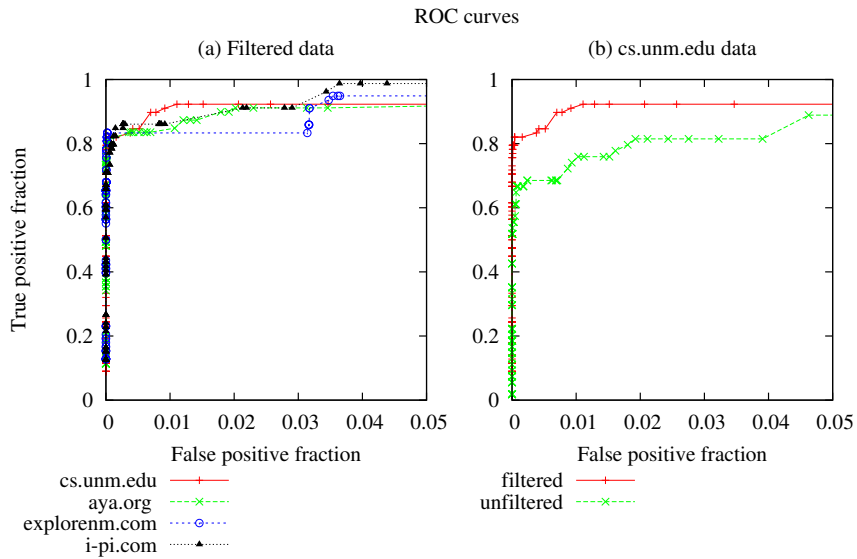 ROC curves
(a) Filtered data
(b) cs.unm.edu data
True positive fraction
1
0.8
0.6
0.4
0.2
0
0 0.01 0.02 0.03 0.04 0.05
False positive fraction
cs.unm.edu
aya.org
explorenm.com
i-pi.com
1
0.8
0.6
0.4
0.2
0
0 0.01 0.02 0.03 0.04 0.05
False positive fraction
filtered
unfiltered